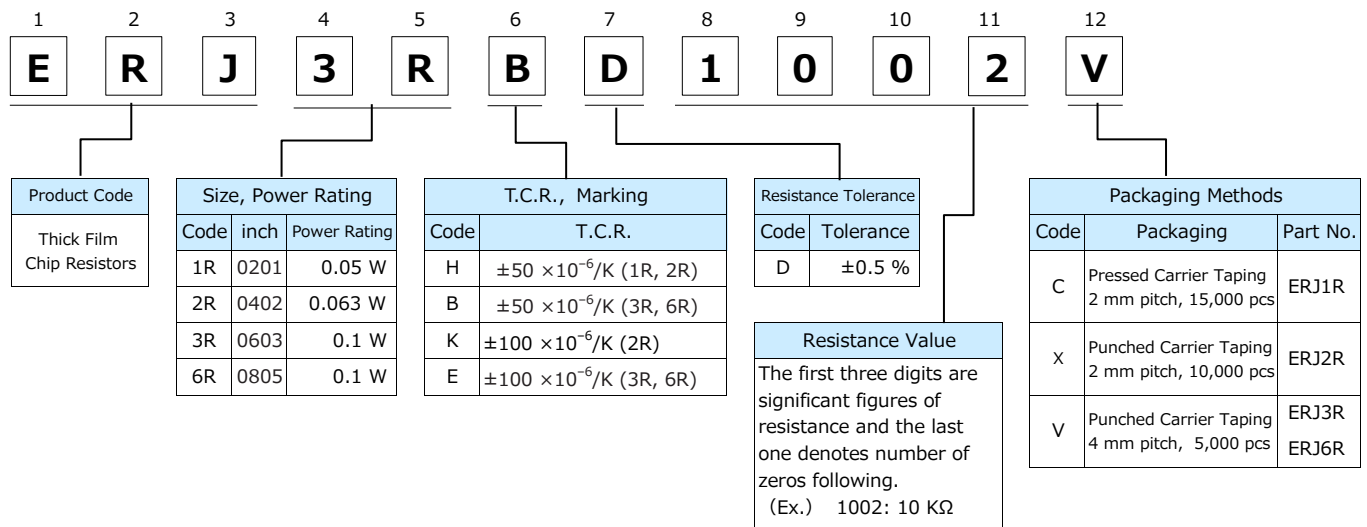 1 2 3 4 5 6 7 8 9 10 11 12
E R J 3 R B D 1 0 0 2 V
Product Code
Thick Film
Chip Resistors
Size, Power Rating
Code inch Power Rating
1R 0201 0.05 W
2R 0402 0.063 W
3R 0603 0.1 W
6R 0805 0.1 W
T.C.R., Marking
Code T.C.R.
H ±50 ×10⁻⁶/K (1R, 2R)
B ±50 ×10⁻⁶/K (3R, 6R)
K ±100 ×10⁻⁶/K (2R)
E ±100 ×10⁻⁶/K (3R, 6R)
Resistance Tolerance
Code Tolerance
D ±0.5 %
Resistance Value
The first three digits are
significant figures of
resistance and the last
one denotes number of
zeros following.
(Ex.) 1002: 10 KΩ
Packaging Methods
Code Packaging Part No.
C Pressed Carrier Taping
2 mm pitch, 15,000 pcs ERJ1R
X Punched Carrier Taping
2 mm pitch, 10,000 pcs ERJ2R
V Punched Carrier Taping
4 mm pitch, 5,000 pcs
ERJ3R
ERJ6R